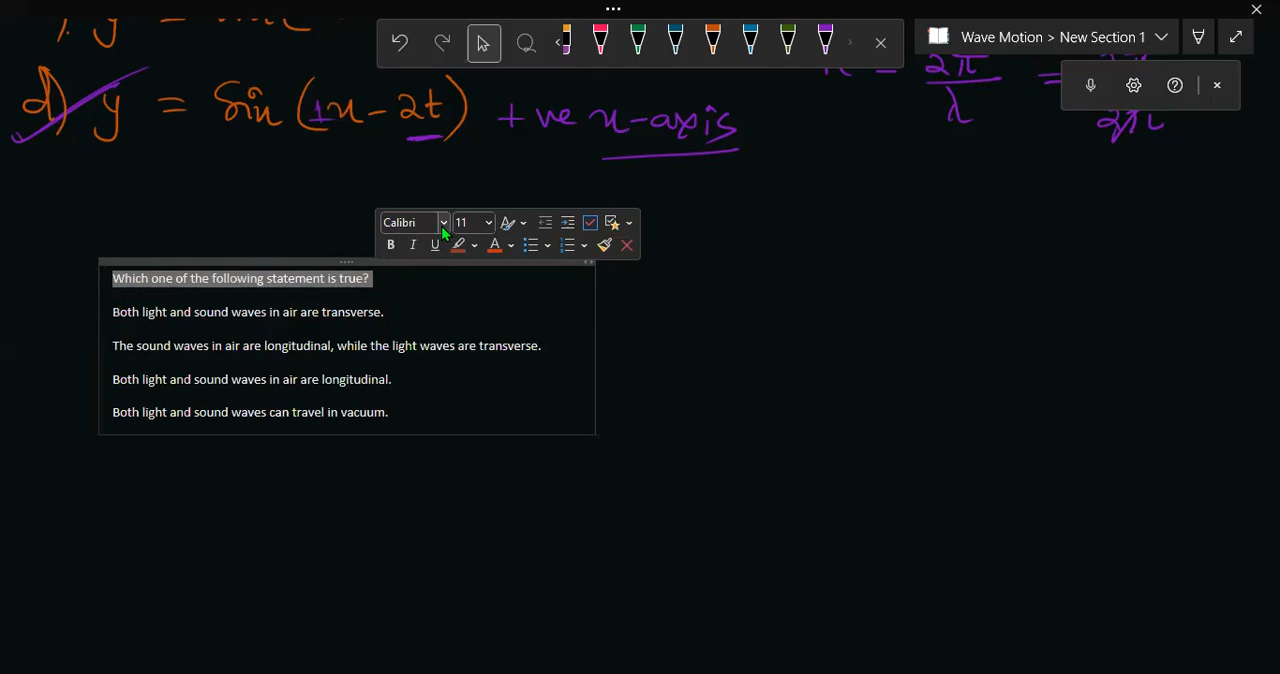 y = sin(
Wave Motion > New Section 1
2π
λ
=
2π
d) y = sin(1x - 2t) +ve x-axis
Calibri 11
B I U A
Which one of the following statement is true?
Both light and sound waves in air are transverse.
The sound waves in air are longitudinal, while the light waves are transverse.
Both light and sound waves in air are longitudinal.
Both light and sound waves can travel in vacuum.